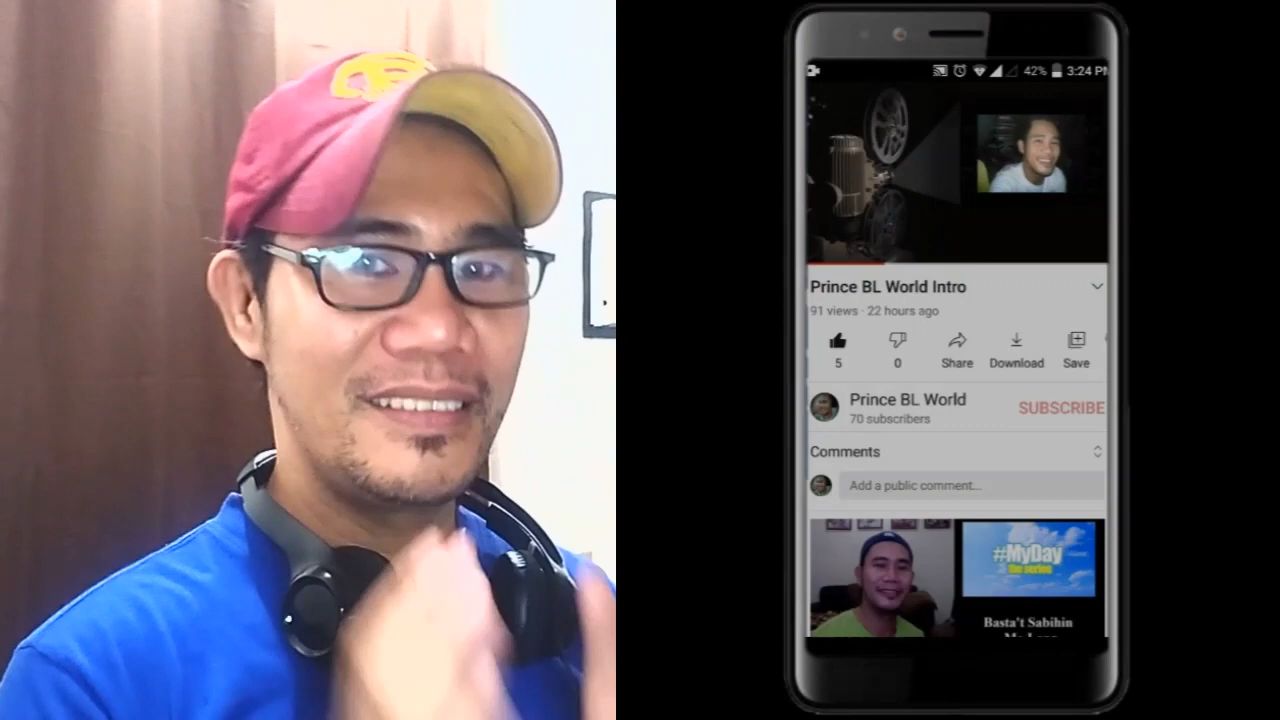 42% 3:24 PM
Prince BL World Intro
91 views · 22 hours ago
5
0
Share
Download
Save
Prince BL World
70 subscribers
SUBSCRIBE
Comments
Add a public comment...
#MyDay
the series
Basta't Sabihin